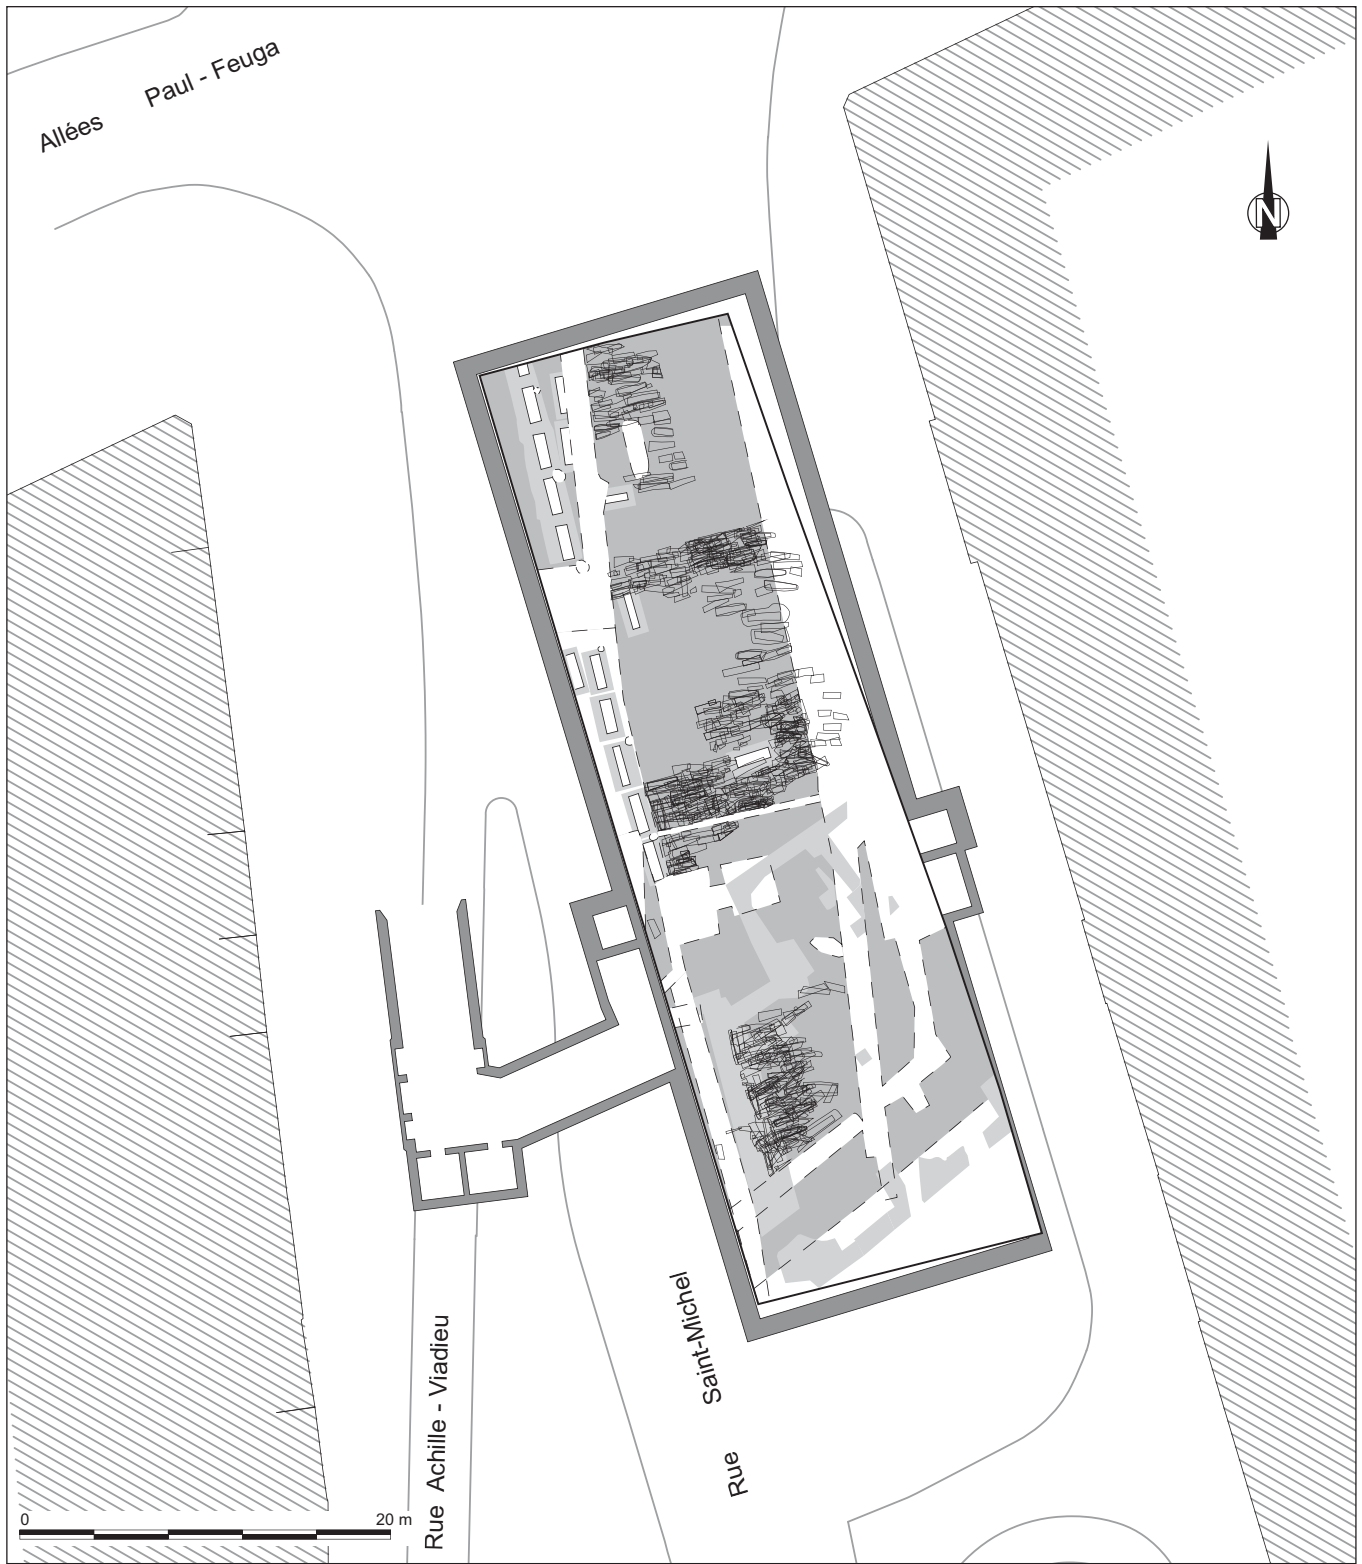 Allées Paul - Feuga
N
Rue Saint-Michel
Rue Achille - Viadieu
0 20 m